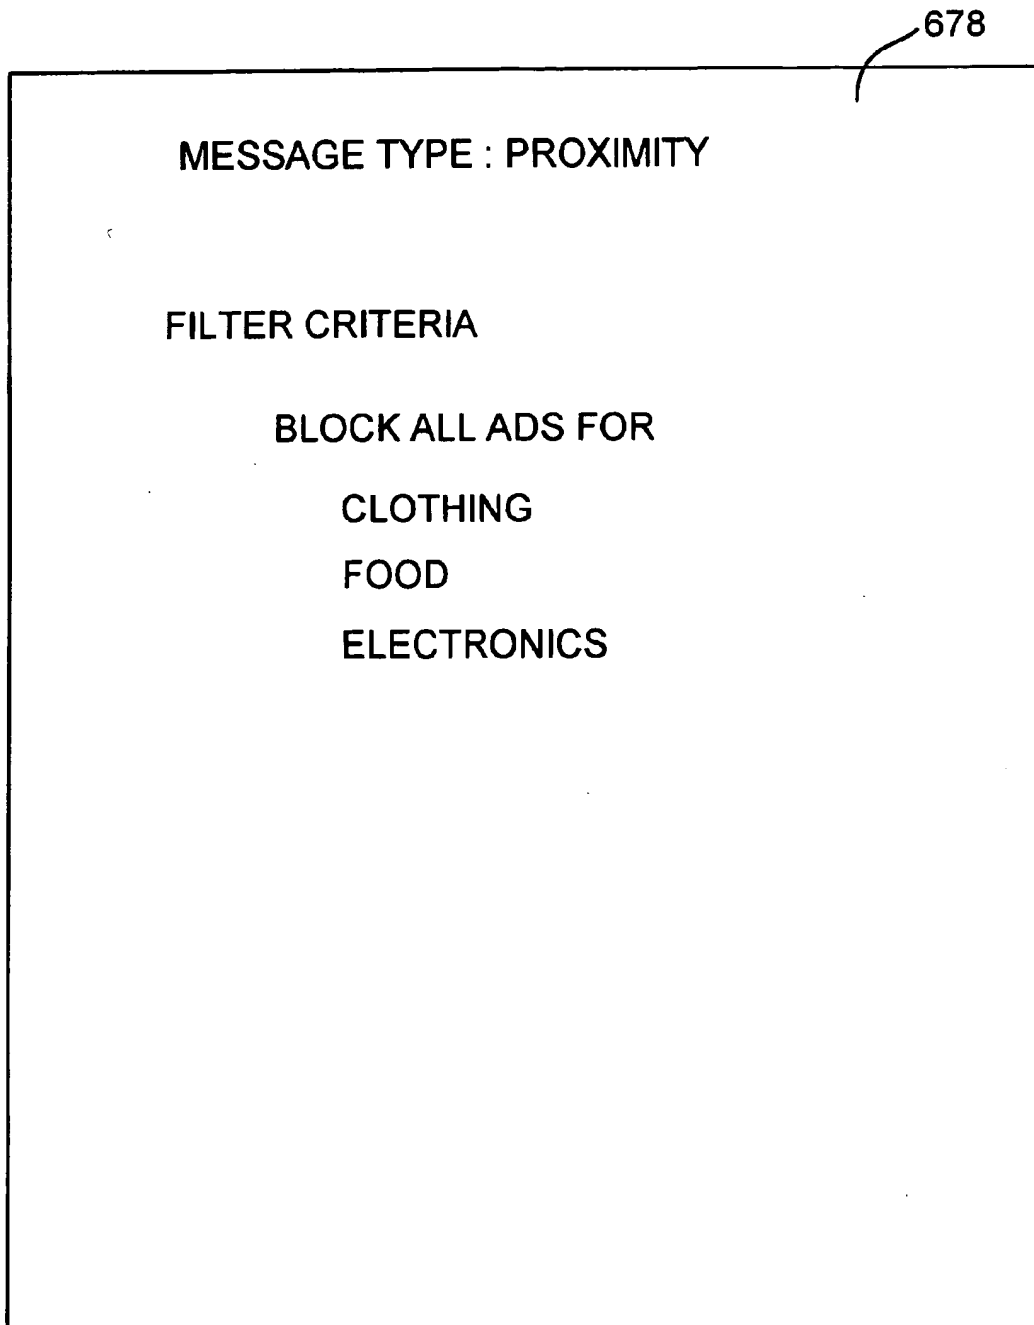 678
MESSAGE TYPE : PROXIMITY
FILTER CRITERIA
BLOCK ALL ADS FOR
CLOTHING
FOOD
ELECTRONICS